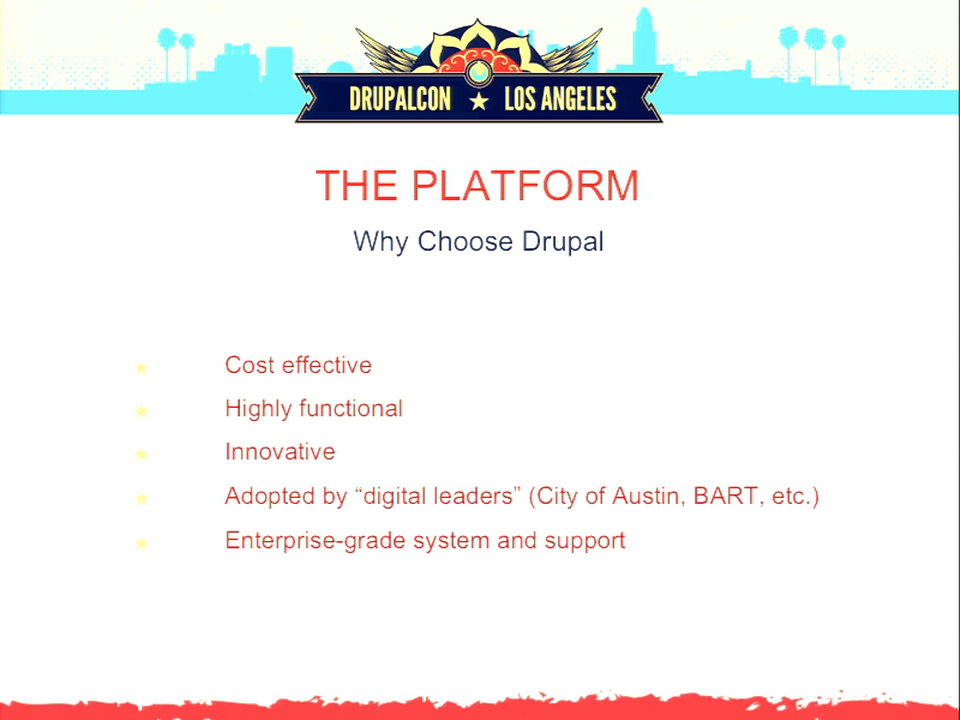 DRUPALCON ★ LOS ANGELES
THE PLATFORM
Why Choose Drupal
★ Cost effective
★ Highly functional
★ Innovative
★ Adopted by “digital leaders” (City of Austin, BART, etc.)
★ Enterprise-grade system and support